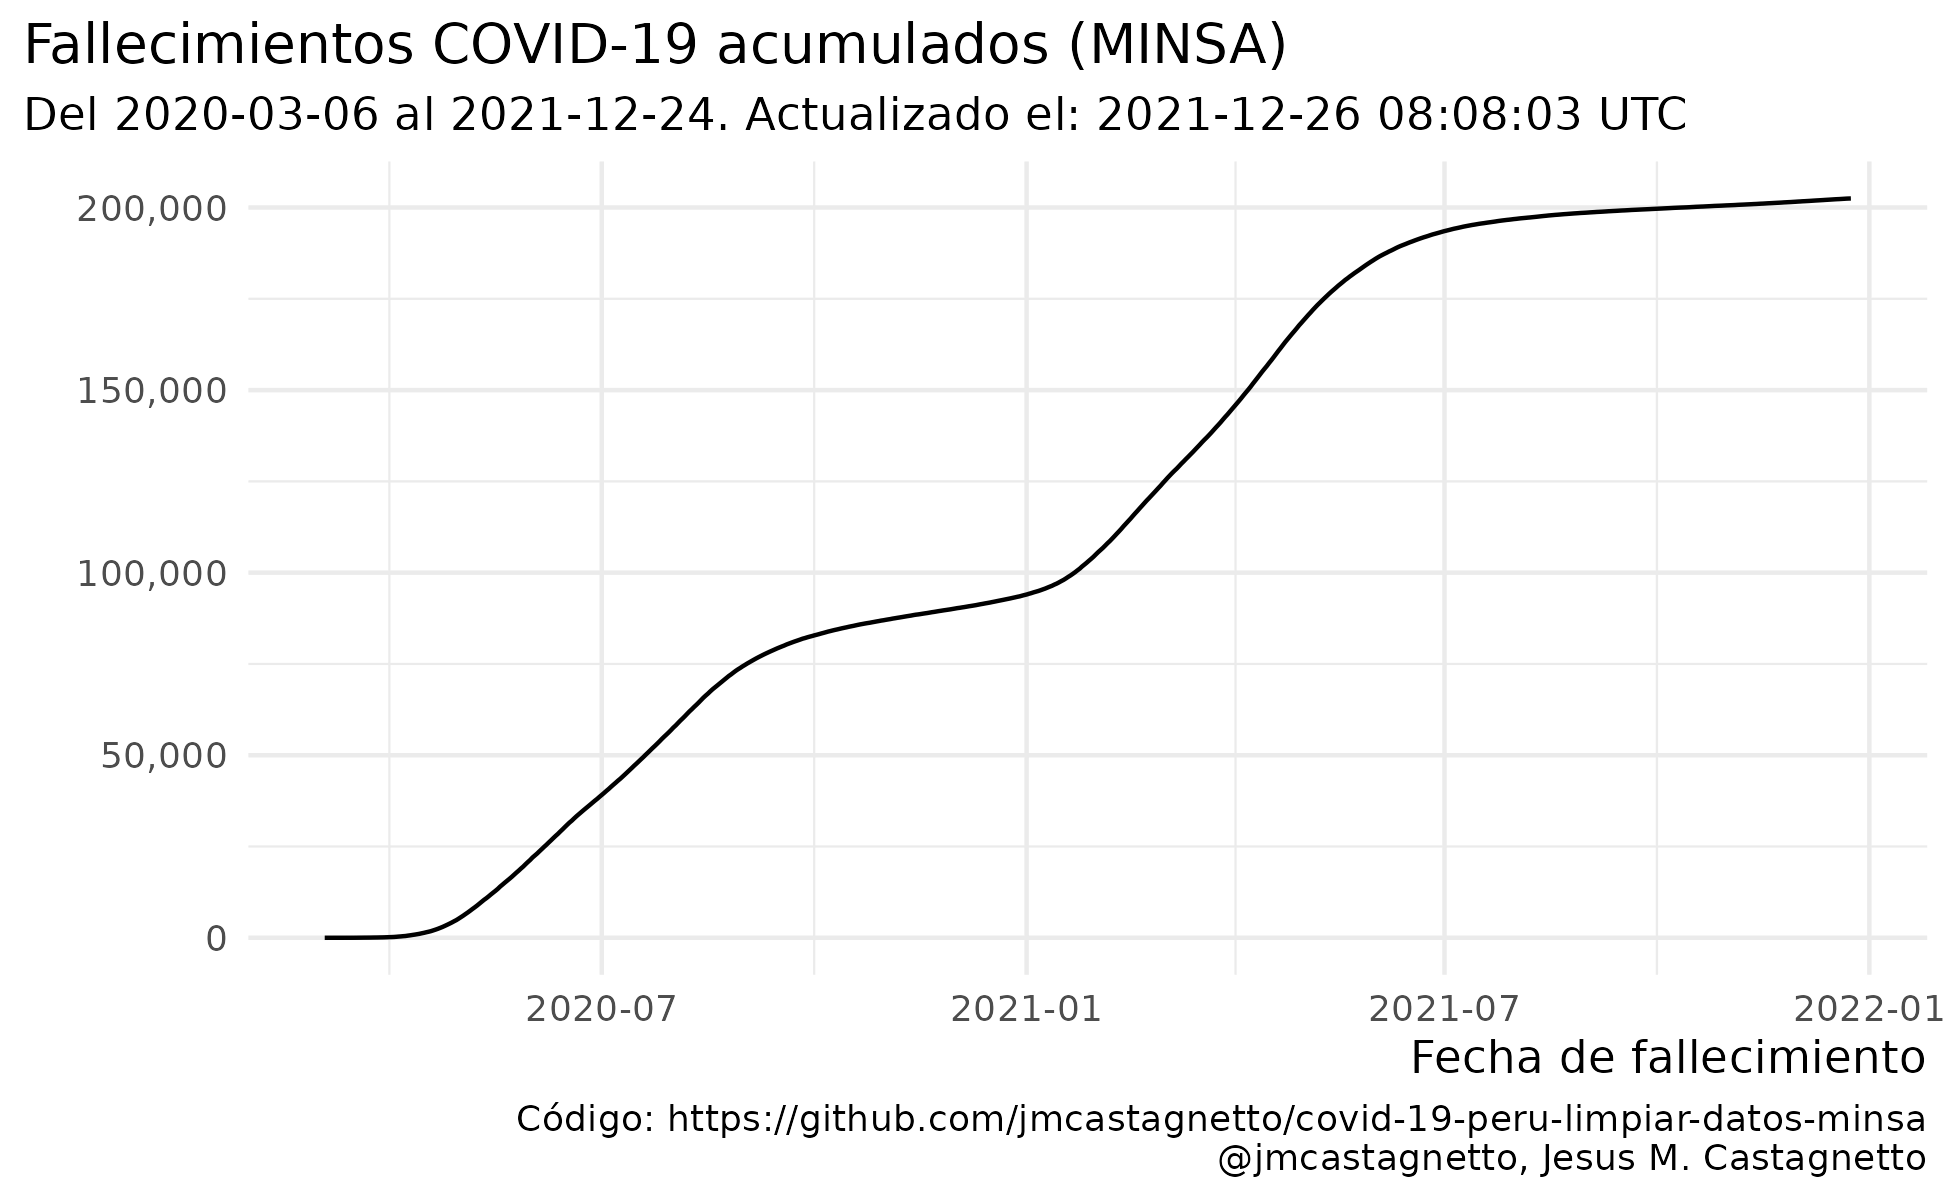 Fallecimientos COVID-19 acumulados (MINSA)
Del 2020-03-06 al 2021-12-24. Actualizado el: 2021-12-26 08:08:03 UTC
200,000
150,000
100,000
50,000
0
2020-07 2021-01 2021-07 2022-01
Fecha de fallecimiento
Código: https://github.com/jmcastagnetto/covid-19-peru-limpiar-datos-minsa
@jmcastagnetto, Jesus M. Castagnetto